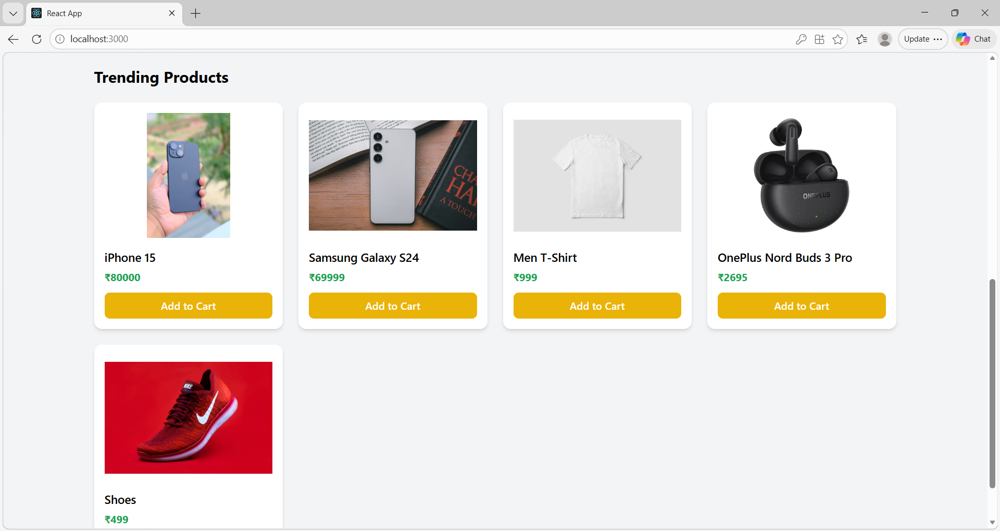 React App
localhost:3000
Update
Chat
Trending Products
CHA
HA
A TOUCH
ONEPLUS
iPhone 15
Samsung Galaxy S24
Men T-Shirt
OnePlus Nord Buds 3 Pro
₹80000
₹69999
₹999
₹2695
Add to Cart
Add to Cart
Add to Cart
Add to Cart
NIKE
Shoes
₹499